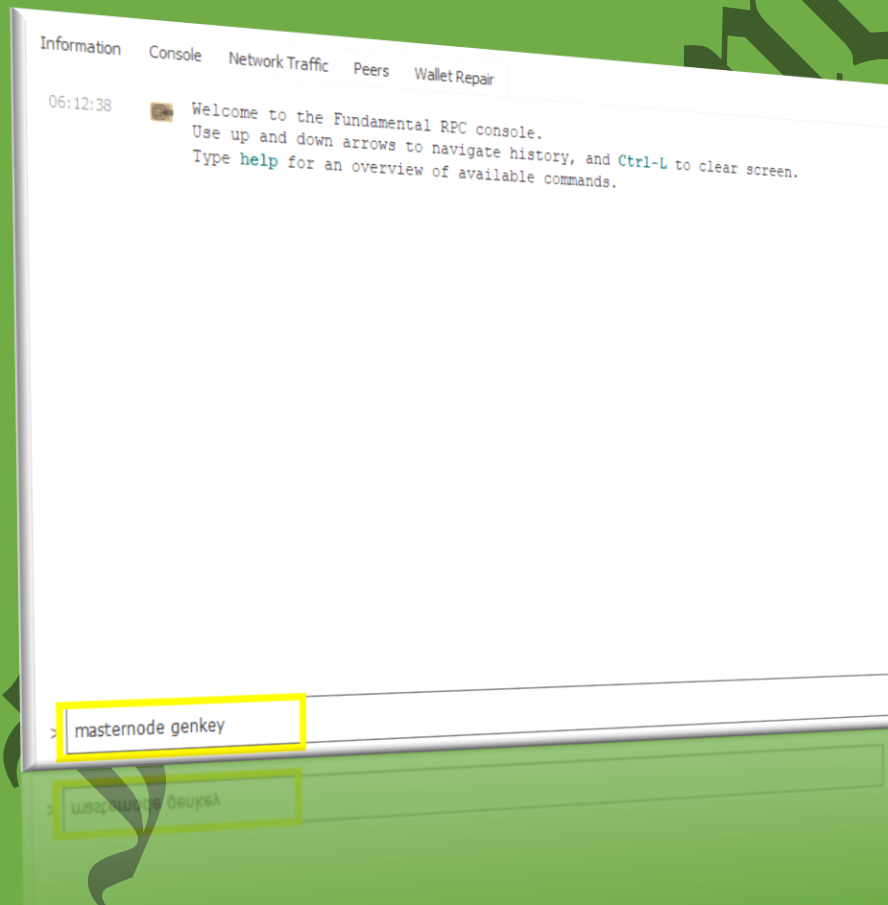 Information Console Network Traffic Peers Wallet Repair
06:12:38 Welcome to the Fundamental RPC console.
Use up and down arrows to navigate history, and Ctrl-L to clear screen.
Type help for an overview of available commands.
> masternode genkey
> masternode genkey